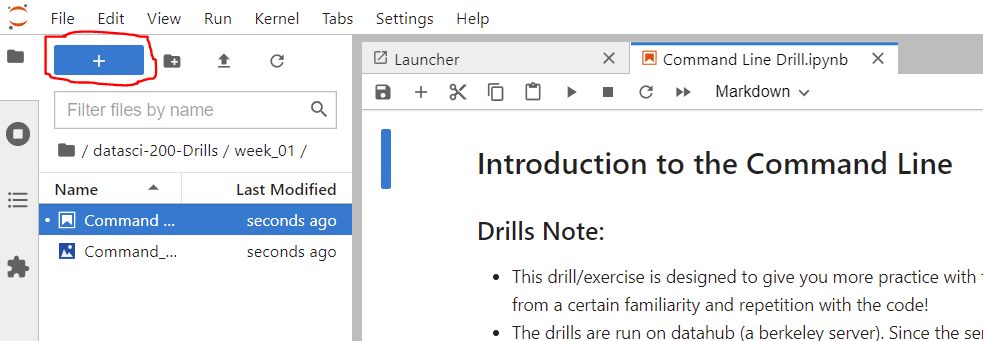 File Edit View Run Kernel Tabs Settings Help
+
Filter files by name
/ datasci-200-Drills / week_01 /
Name Last Modified
Command ... seconds ago
Command_... seconds ago
Launcher
Command Line Drill.ipynb
Markdown
Introduction to the Command Line
Drills Note:
• This drill/exercise is designed to give you more practice with
from a certain familiarity and repetition with the code!
• The drills are run on datahub (a berkeley server). Since the